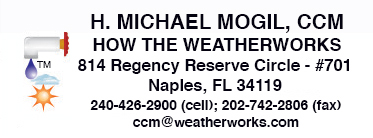 H. MICHAEL MOGIL, CCM
HOW THE WEATHERWORKS
TM
814 Regency Reserve Circle - #701
Naples, FL 34119
240-426-2900 (cell); 202-742-2806 (fax)
ccm@weatherworks.com